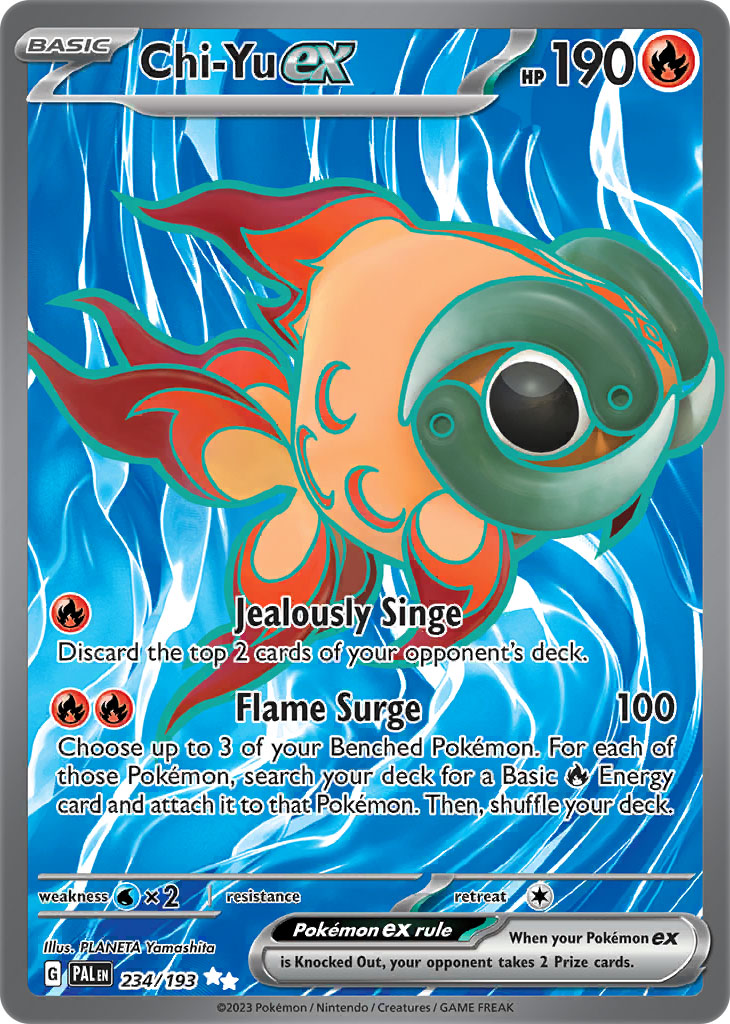 BASIC
Chi-Yu ex
HP 190
Jealously Singe
Discard the top 2 cards of your opponent's deck.
Flame Surge 100
Choose up to 3 of your Benched Pokémon. For each of
those Pokémon, search your deck for a Basic Energy
card and attach it to that Pokémon. Then, shuffle your deck.
weakness ×2 resistance retreat
Illus. PLANETA Yamashita
Pokémon ex rule
When your Pokémon ex
is Knocked Out, your opponent takes 2 Prize cards.
G PAL EN 234/193
©2023 Pokémon / Nintendo / Creatures / GAME FREAK